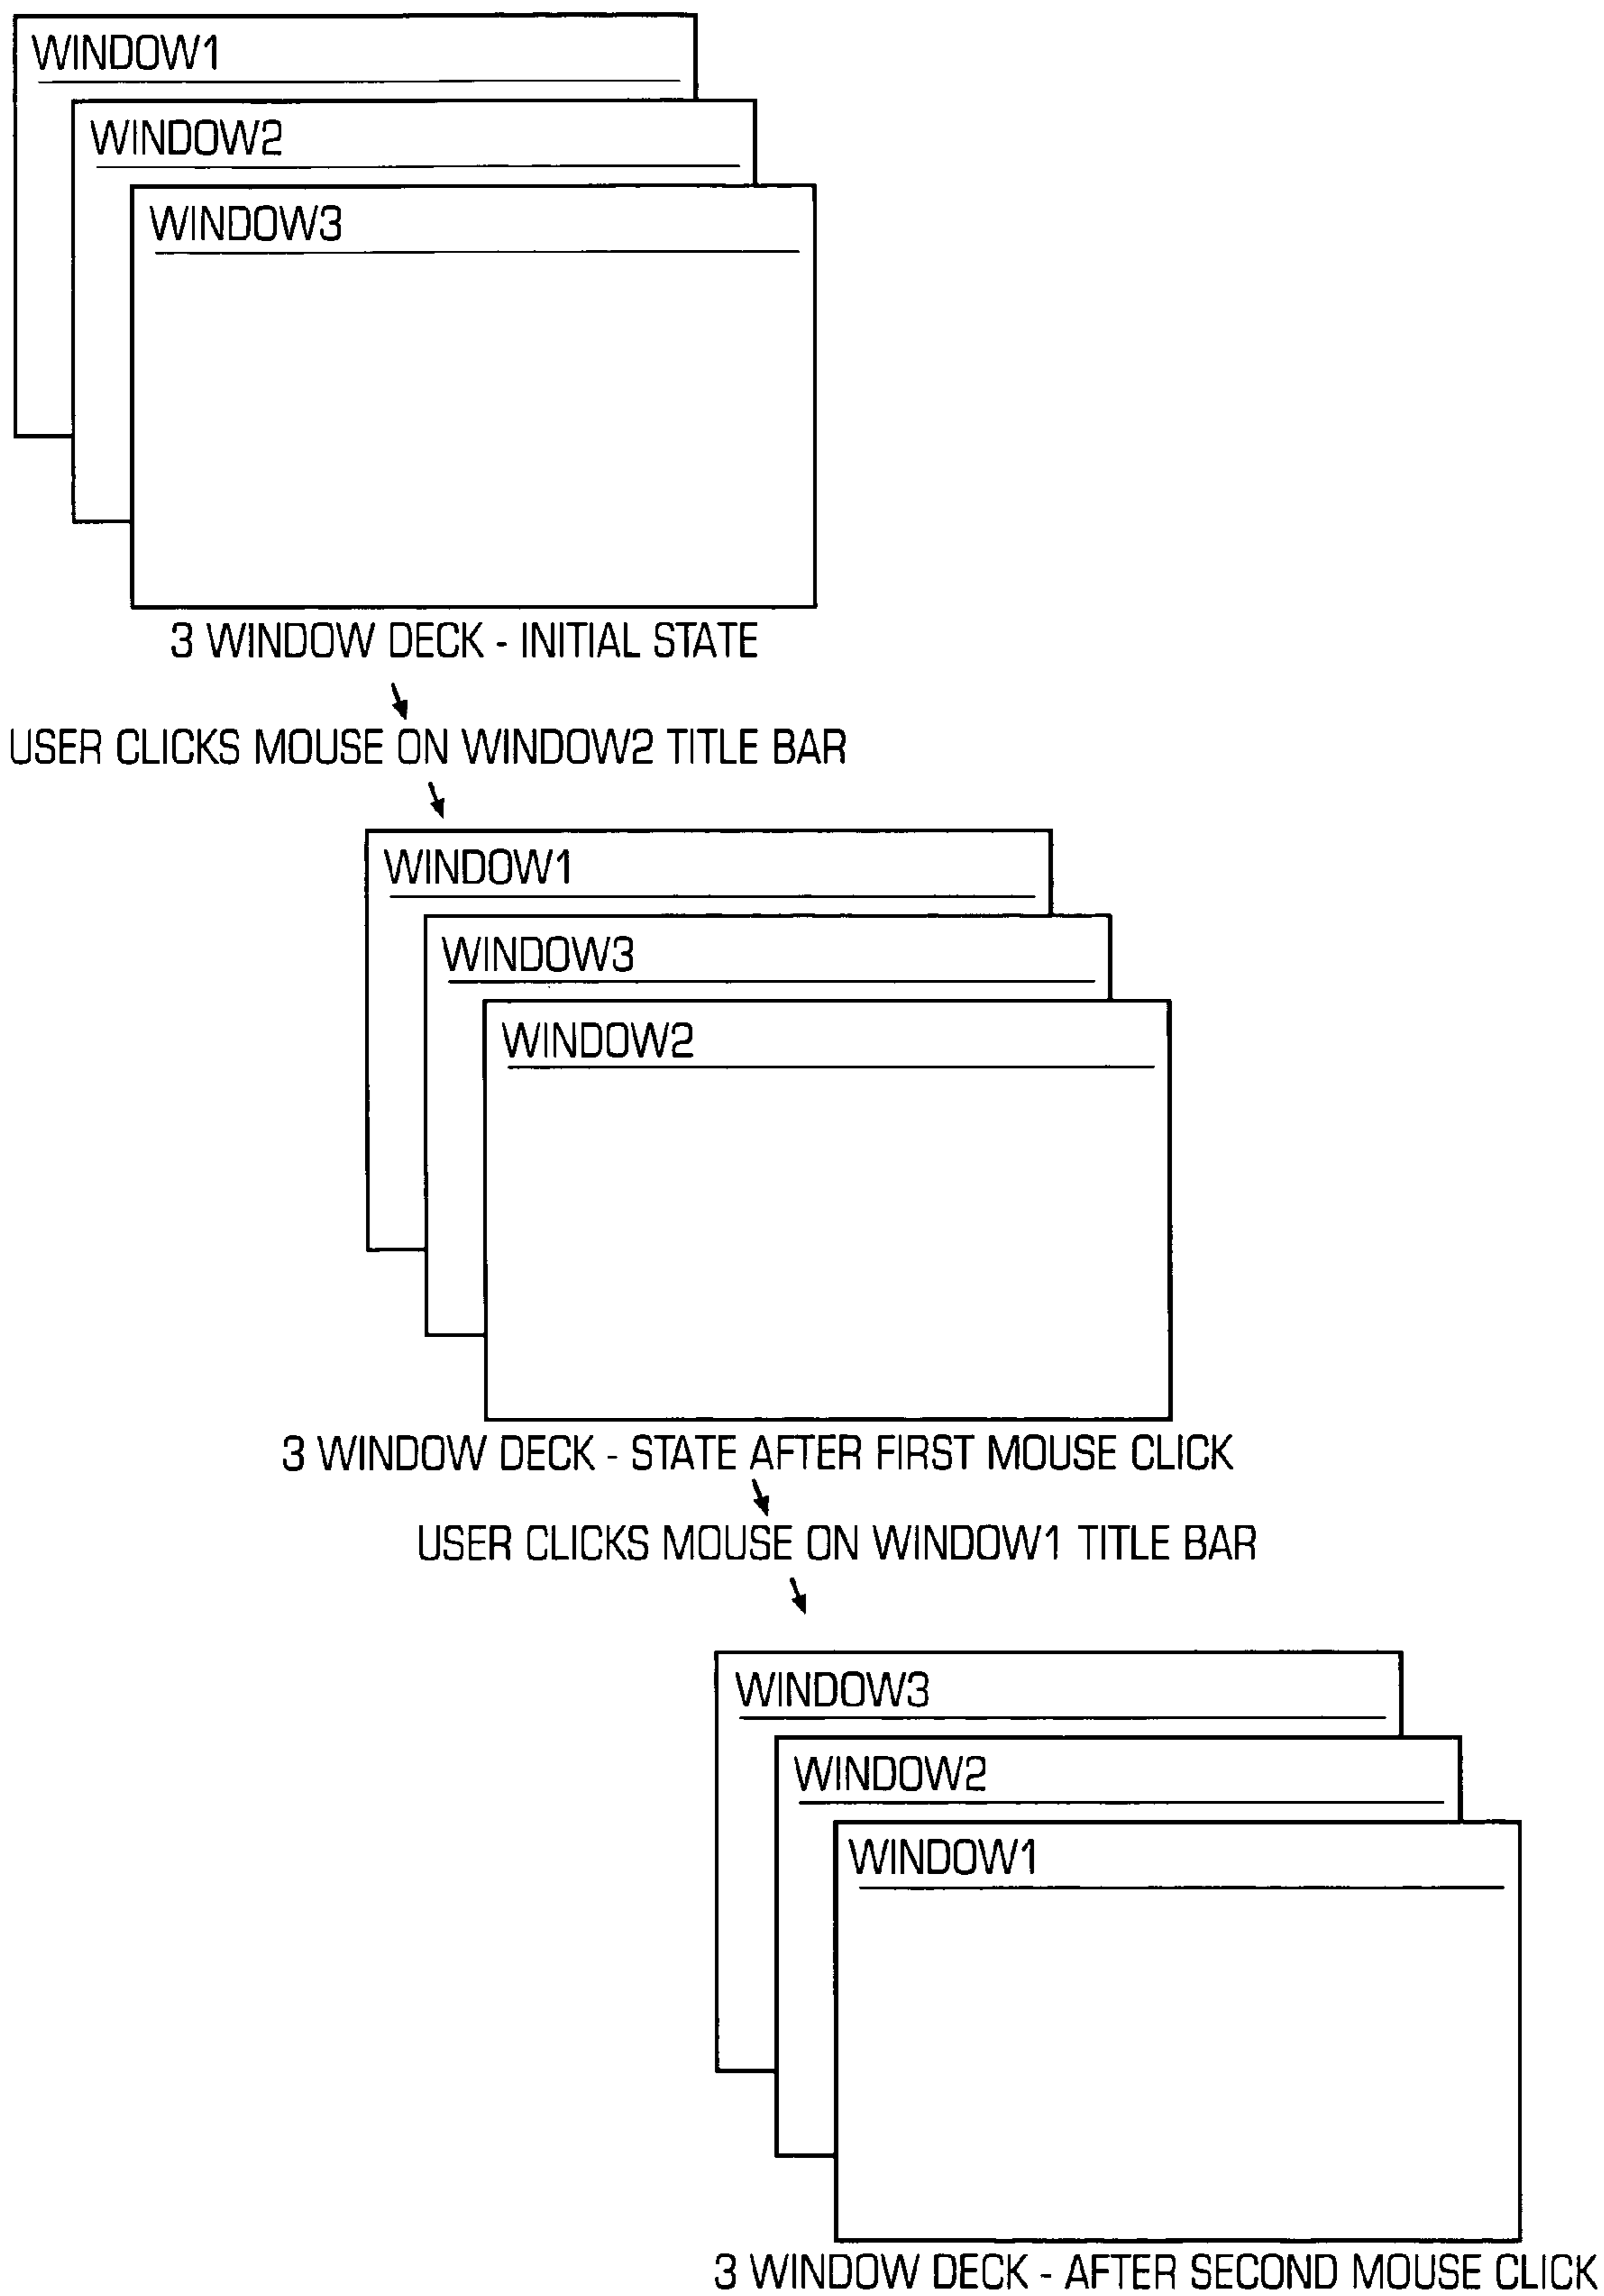 WINDOW1
WINDOW2
WINDOW3
3 WINDOW DECK - INITIAL STATE
USER CLICKS MOUSE ON WINDOW2 TITLE BAR
WINDOW1
WINDOW3
WINDOW2
3 WINDOW DECK - STATE AFTER FIRST MOUSE CLICK
USER CLICKS MOUSE ON WINDOW1 TITLE BAR
WINDOW3
WINDOW2
WINDOW1
3 WINDOW DECK - AFTER SECOND MOUSE CLICK